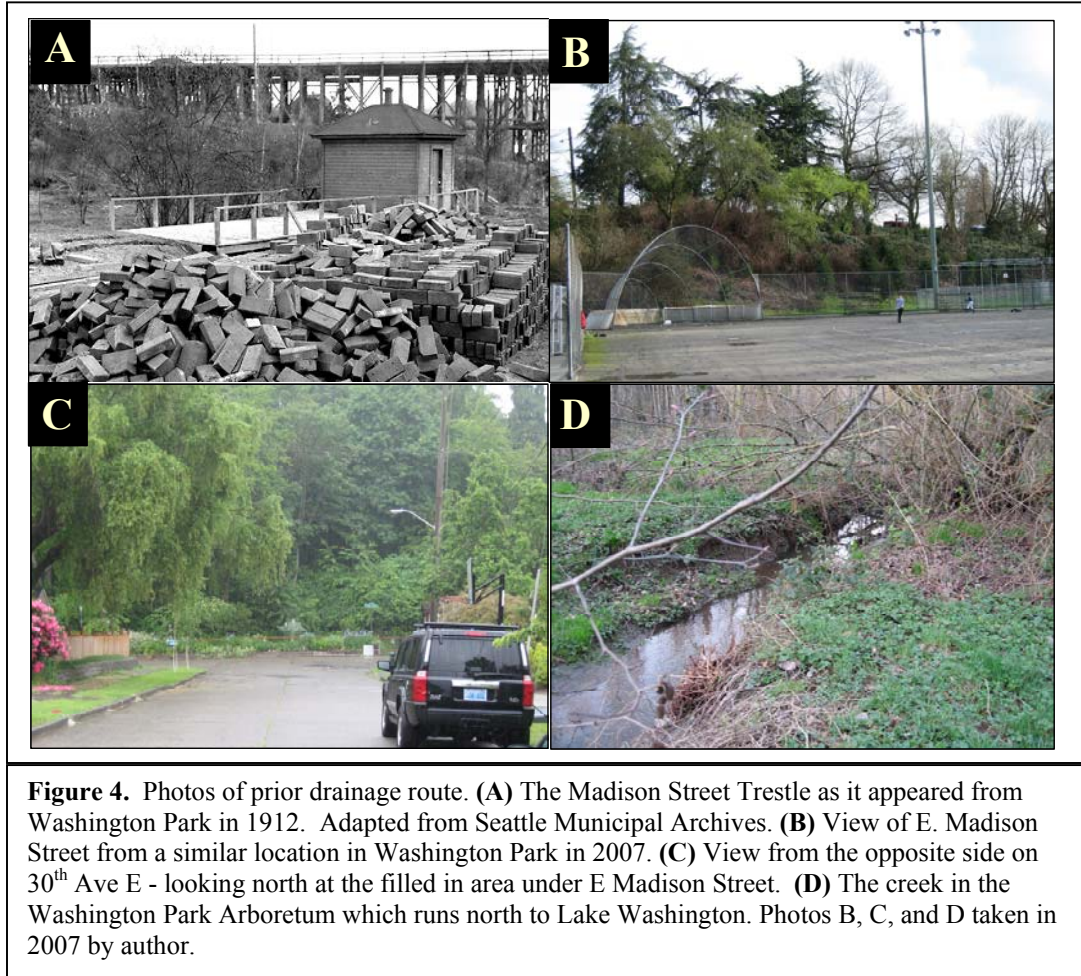 A
B
C
D
Figure 4. Photos of prior drainage route. (A) The Madison Street Trestle as it appeared from
Washington Park in 1912. Adapted from Seattle Municipal Archives. (B) View of E. Madison
Street from a similar location in Washington Park in 2007. (C) View from the opposite side on
30th Ave E - looking north at the filled in area under E Madison Street. (D) The creek in the
Washington Park Arboretum which runs north to Lake Washington. Photos B, C, and D taken in
2007 by author.